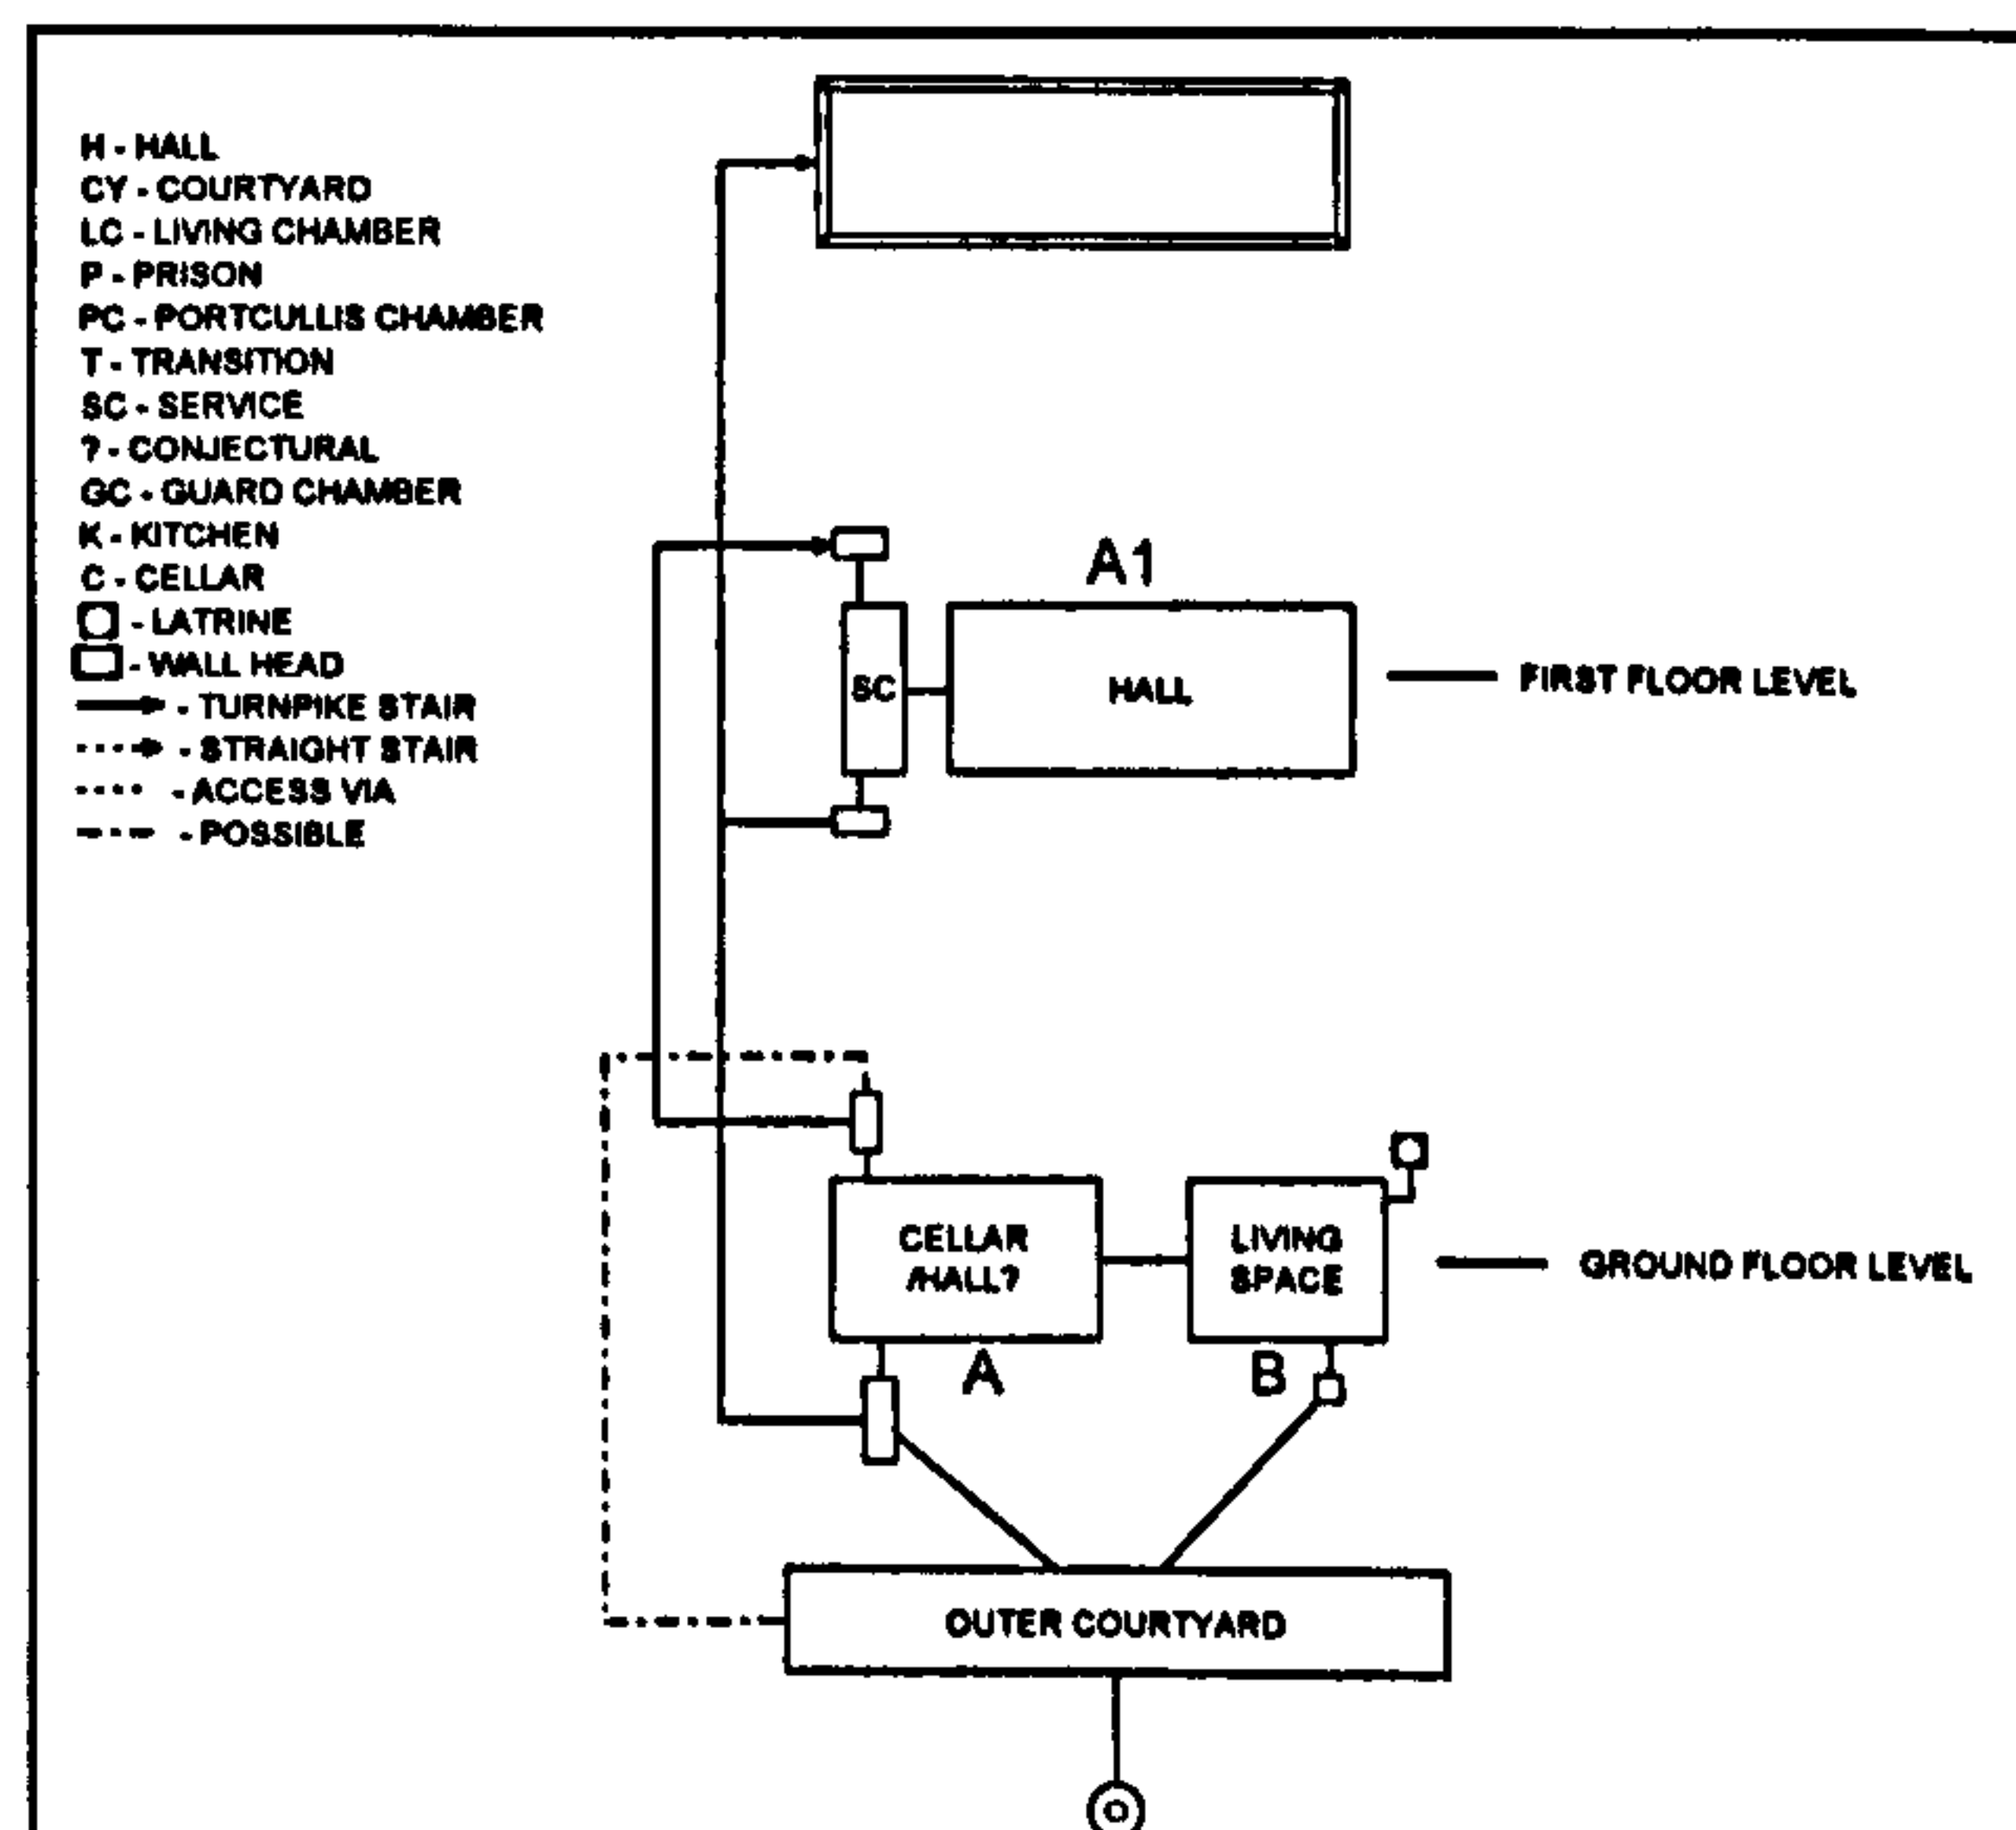 H - HALL
CY - COURTYARD
LC - LIVING CHAMBER
P - PRISON
PC - PORTCULLIS CHAMBER
T - TRANSITION
SC - SERVICE
? - CONJECTURAL
GC - GUARD CHAMBER
K - KITCHEN
C - CELLAR
- LATRINE
- WALL HEAD
- TURNPIKE STAIR
- STRAIGHT STAIR
- ACCESS VIA
- POSSIBLE
A1
SC
HALL
FIRST FLOOR LEVEL
CELLAR
/HALL?
LIVING
SPACE
GROUND FLOOR LEVEL
A
B
OUTER COURTYARD